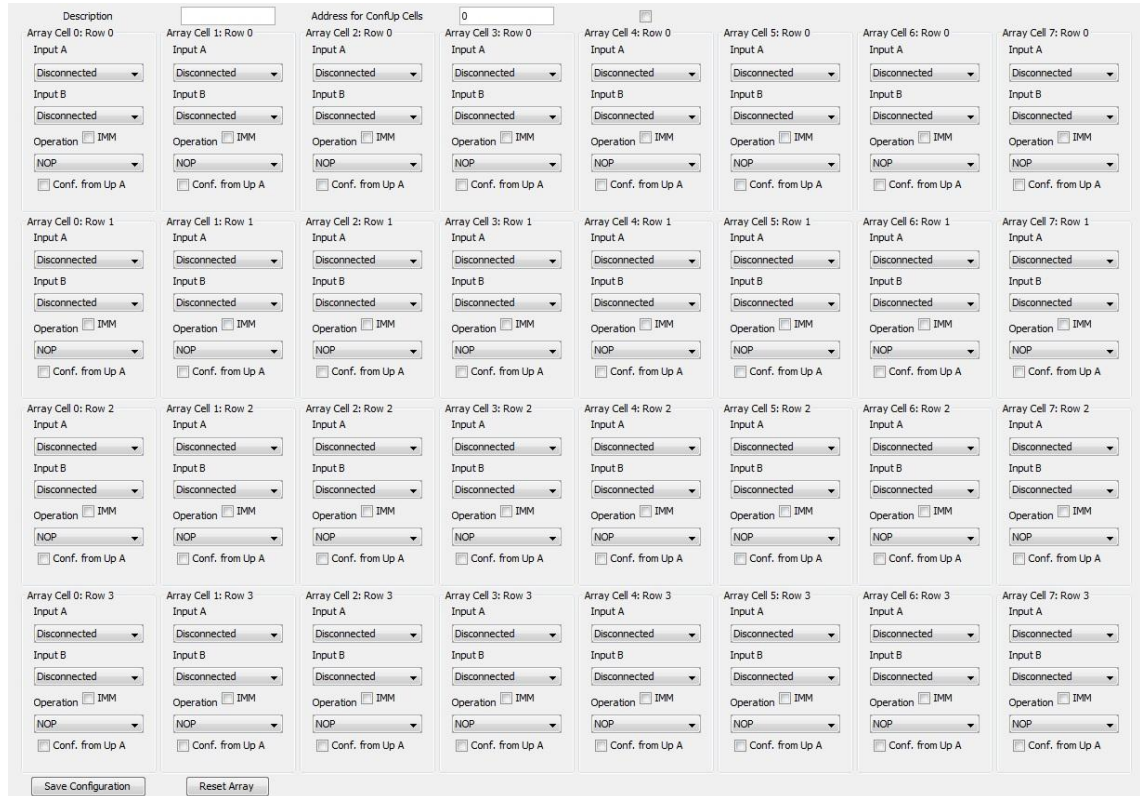 Description Address for ConfUp Cells 0
Array Cell 0: Row 0 Array Cell 1: Row 0 Array Cell 2: Row 0 Array Cell 3: Row 0 Array Cell 4: Row 0 Array Cell 5: Row 0 Array Cell 6: Row 0 Array Cell 7: Row 0
Input A Input A Input A Input A Input A Input A Input A Input A
Disconnected Disconnected Disconnected Disconnected Disconnected Disconnected Disconnected Disconnected
Input B Input B Input B Input B Input B Input B Input B Input B
Disconnected Disconnected Disconnected Disconnected Disconnected Disconnected Disconnected Disconnected
Operation IMM Operation IMM Operation IMM Operation IMM Operation IMM Operation IMM Operation IMM Operation IMM
NOP NOP NOP NOP NOP NOP NOP NOP
Conf. from Up A Conf. from Up A Conf. from Up A Conf. from Up A Conf. from Up A Conf. from Up A Conf. from Up A Conf. from Up A
Array Cell 0: Row 1 Array Cell 1: Row 1 Array Cell 2: Row 1 Array Cell 3: Row 1 Array Cell 4: Row 1 Array Cell 5: Row 1 Array Cell 6: Row 1 Array Cell 7: Row 1
Input A Input A Input A Input A Input A Input A Input A Input A
Disconnected Disconnected Disconnected Disconnected Disconnected Disconnected Disconnected Disconnected
Input B Input B Input B Input B Input B Input B Input B Input B
Disconnected Disconnected Disconnected Disconnected Disconnected Disconnected Disconnected Disconnected
Operation IMM Operation IMM Operation IMM Operation IMM Operation IMM Operation IMM Operation IMM Operation IMM
NOP NOP NOP NOP NOP NOP NOP NOP
Conf. from Up A Conf. from Up A Conf. from Up A Conf. from Up A Conf. from Up A Conf. from Up A Conf. from Up A Conf. from Up A
Array Cell 0: Row 2 Array Cell 1: Row 2 Array Cell 2: Row 2 Array Cell 3: Row 2 Array Cell 4: Row 2 Array Cell 5: Row 2 Array Cell 6: Row 2 Array Cell 7: Row 2
Input A Input A Input A Input A Input A Input A Input A Input A
Disconnected Disconnected Disconnected Disconnected Disconnected Disconnected Disconnected Disconnected
Input B Input B Input B Input B Input B Input B Input B Input B
Disconnected Disconnected Disconnected Disconnected Disconnected Disconnected Disconnected Disconnected
Operation IMM Operation IMM Operation IMM Operation IMM Operation IMM Operation IMM Operation IMM Operation IMM
NOP NOP NOP NOP NOP NOP NOP NOP
Conf. from Up A Conf. from Up A Conf. from Up A Conf. from Up A Conf. from Up A Conf. from Up A Conf. from Up A Conf. from Up A
Array Cell 0: Row 3 Array Cell 1: Row 3 Array Cell 2: Row 3 Array Cell 3: Row 3 Array Cell 4: Row 3 Array Cell 5: Row 3 Array Cell 6: Row 3 Array Cell 7: Row 3
Input A Input A Input A Input A Input A Input A Input A Input A
Disconnected Disconnected Disconnected Disconnected Disconnected Disconnected Disconnected Disconnected
Input B Input B Input B Input B Input B Input B Input B Input B
Disconnected Disconnected Disconnected Disconnected Disconnected Disconnected Disconnected Disconnected
Operation IMM Operation IMM Operation IMM Operation IMM Operation IMM Operation IMM Operation IMM Operation IMM
NOP NOP NOP NOP NOP NOP NOP NOP
Conf. from Up A Conf. from Up A Conf. from Up A Conf. from Up A Conf. from Up A Conf. from Up A Conf. from Up A Conf. from Up A
Save Configuration Reset Array